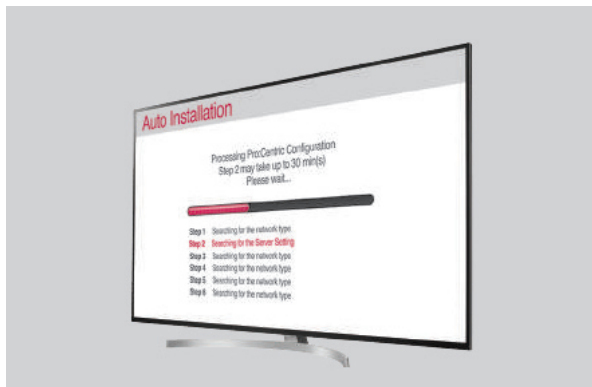 Auto Installation
Processing Pro:Centric Configuration
Step 2 may take up to 30 min(s)
Please wait...
Step 1 Searching for the network type
Step 2 Searching for the Server Setting
Step 3 Searching for the network type
Step 4 Searching for the network type
Step 5 Searching for the network type
Step 6 Searching for the network type